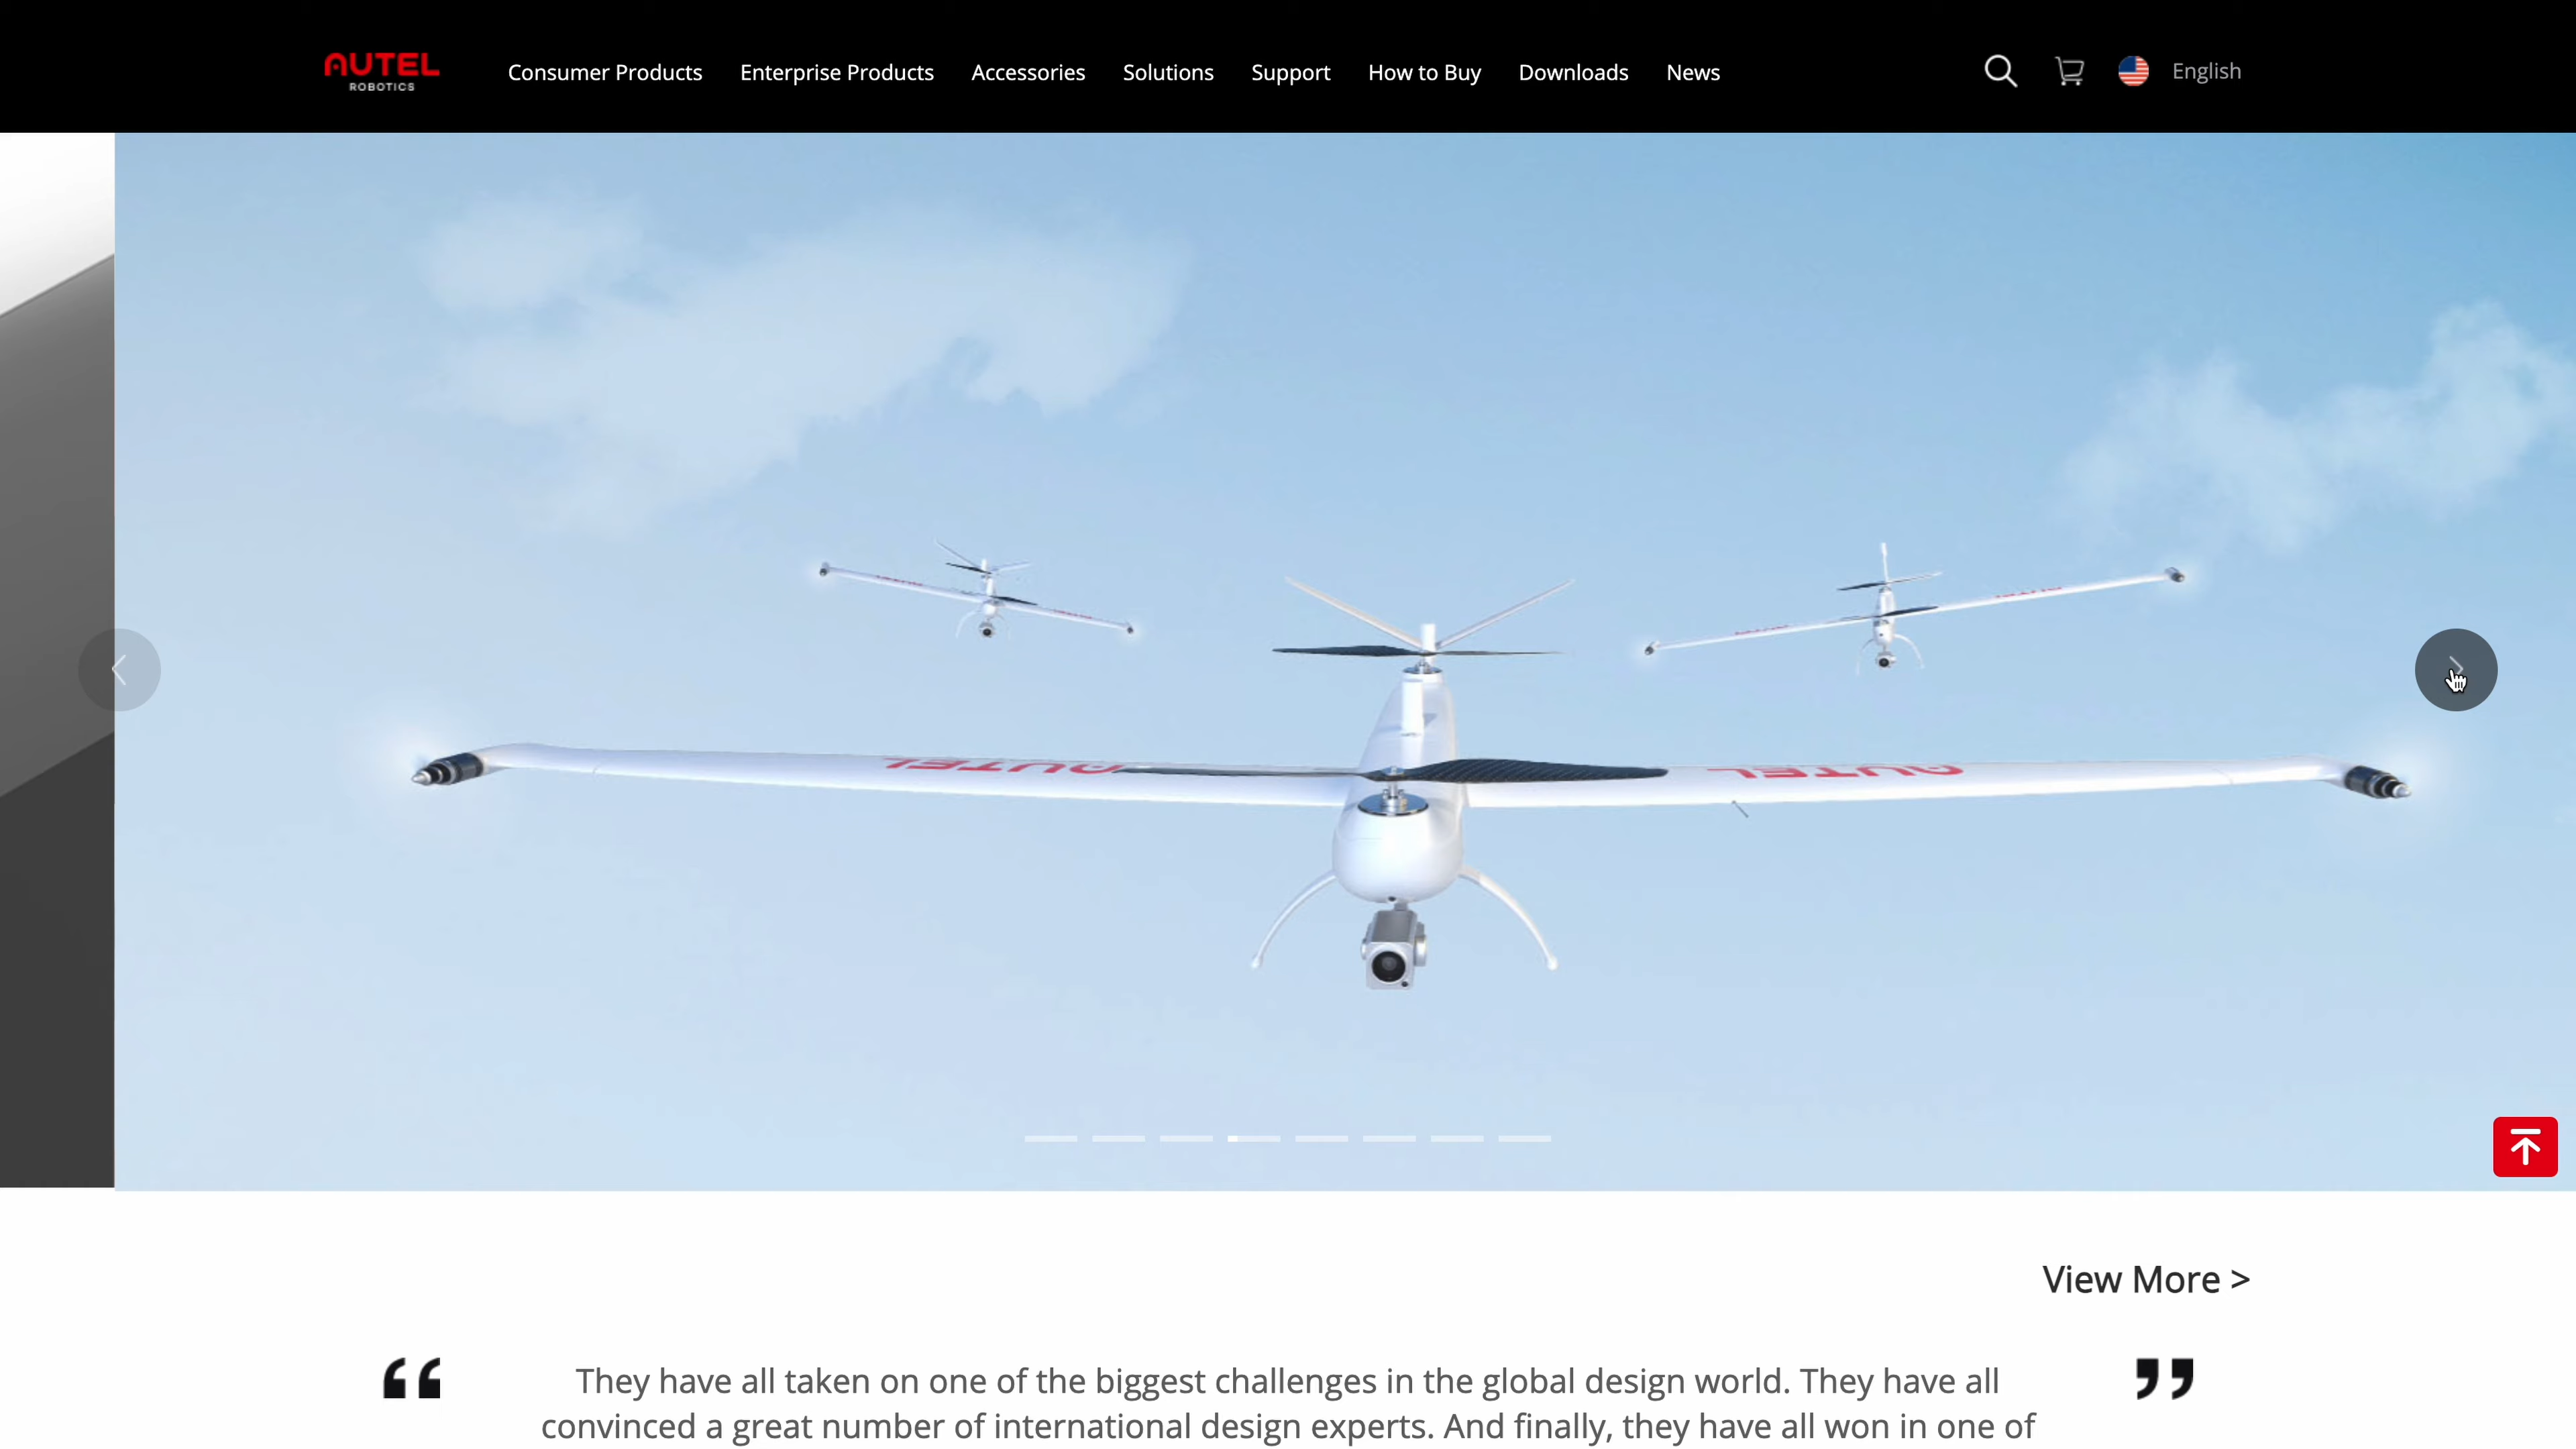 AUTEL
ROBOTICS
Consumer Products
Enterprise Products
Accessories
Solutions
Support
How to Buy
Downloads
News
English
AUTEL
AUTEL
View More >
“
They have all taken on one of the biggest challenges in the global design world. They have all
convinced a great number of international design experts. And finally, they have all won in one of
”